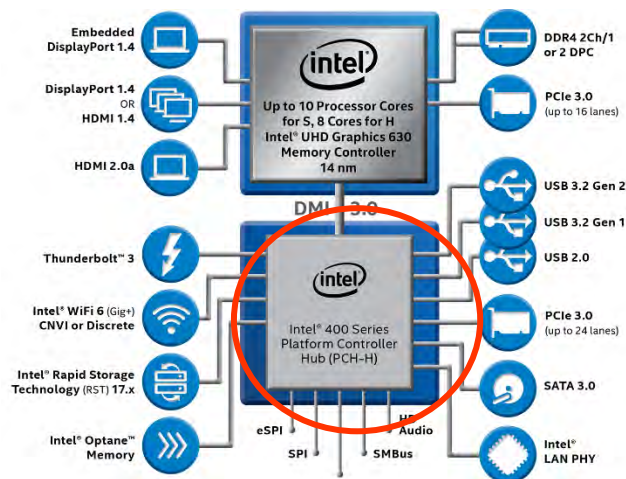 Embedded
DisplayPort 1.4
DisplayPort 1.4
OR
HDMI 1.4
HDMI 2.0a
intel
Up to 10 Processor Cores
for S, 8 Cores for H
Intel® UHD Graphics 630
Memory Controller
14 nm
DDR4 2Ch/1
or 2 DPC
PCIe 3.0
(up to 16 lanes)
DMI 3.0
Thunderbolt™ 3
Intel® WiFi 6 (Gig+)
CNVI or Discrete
Intel® Rapid Storage
Technology (RST) 17.x
Intel® Optane™
Memory
intel
Intel® 400 Series
Platform Controller
Hub (PCH-H)
USB 3.2 Gen 2
USB 3.2 Gen 1
USB 2.0
PCIe 3.0
(up to 24 lanes)
SATA 3.0
Intel®
LAN PHY
eSPI
SPI
SMBus
HD
Audio